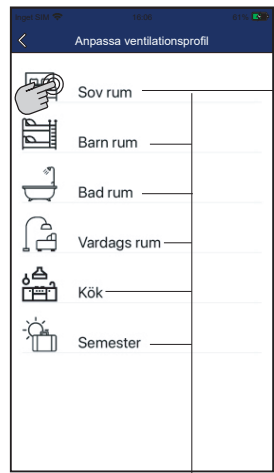 Anpassa ventilationsprofil
Sov rum
Barn rum
Bad rum
Vardags rum
Kök
Semester